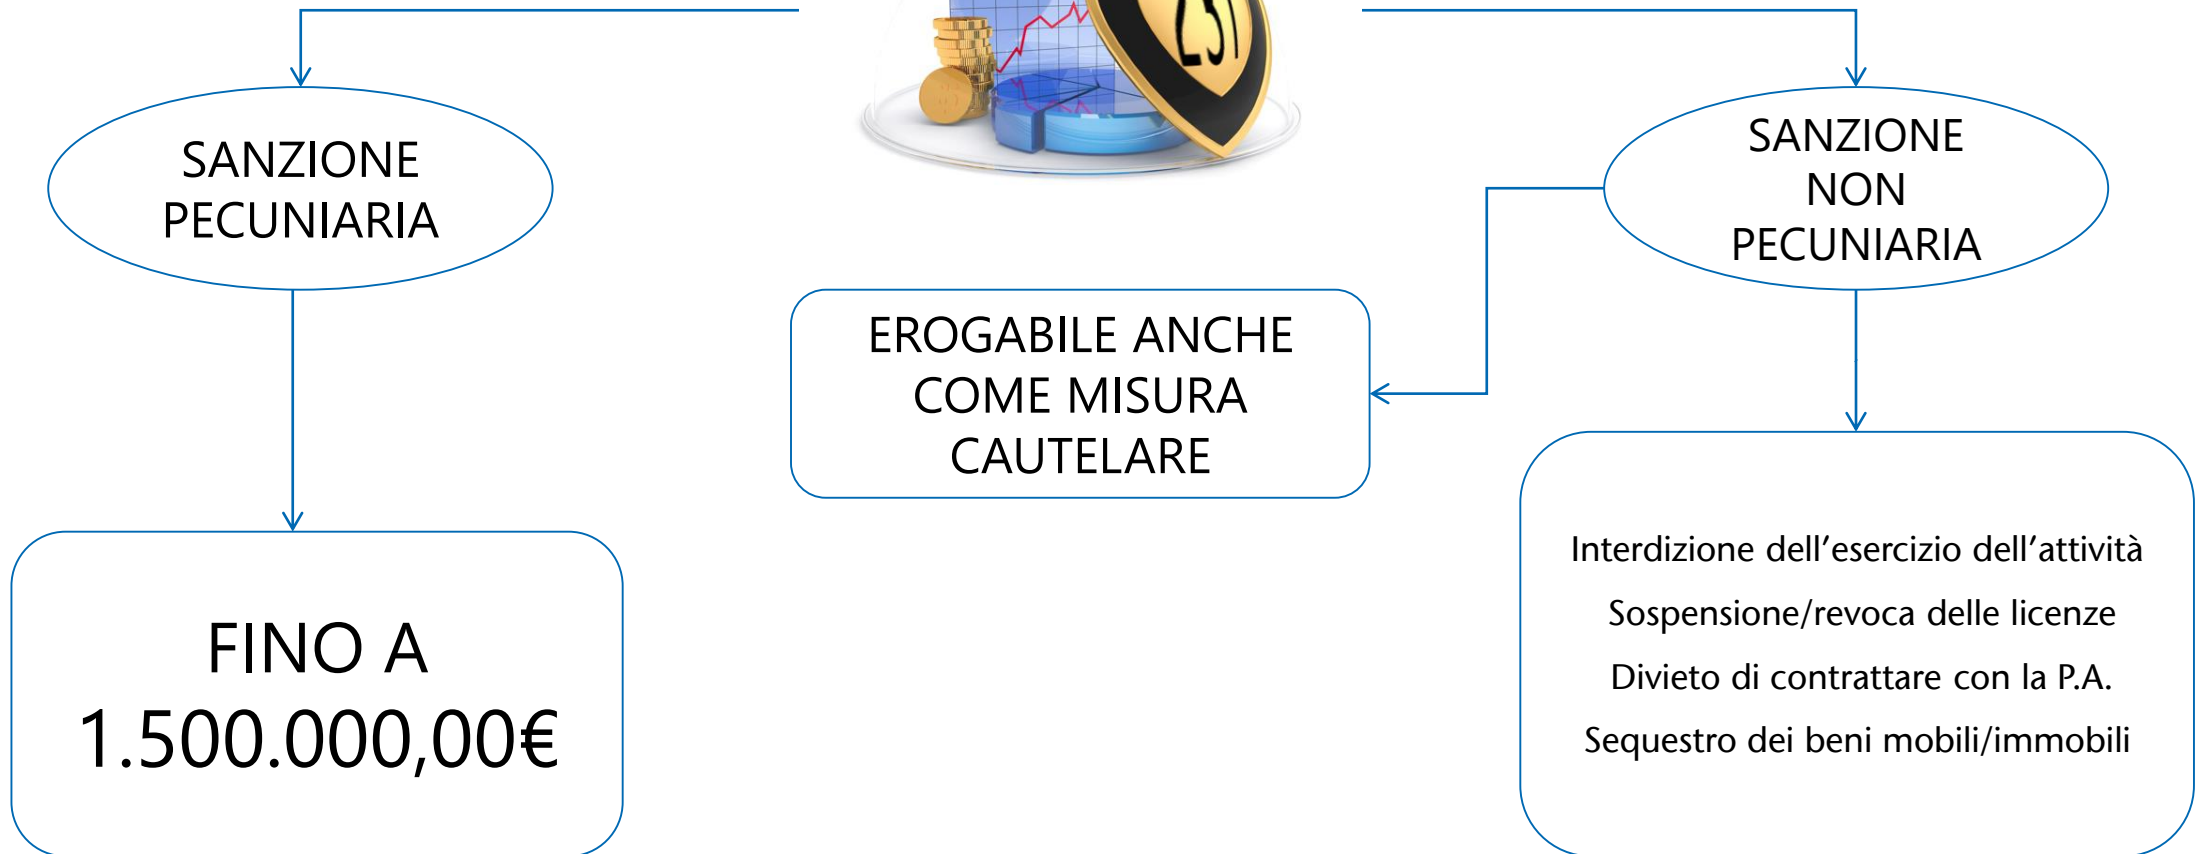 231
SANZIONE
PECUNIARIA
SANZIONE
NON
PECUNIARIA
EROGABILE ANCHE
COME MISURA
CAUTELARE
FINO A
1.500.000,00€
Interdizione dell’esercizio dell’attività
Sospensione/revoca delle licenze
Divieto di contrattare con la P.A.
Sequestro dei beni mobili/immobili